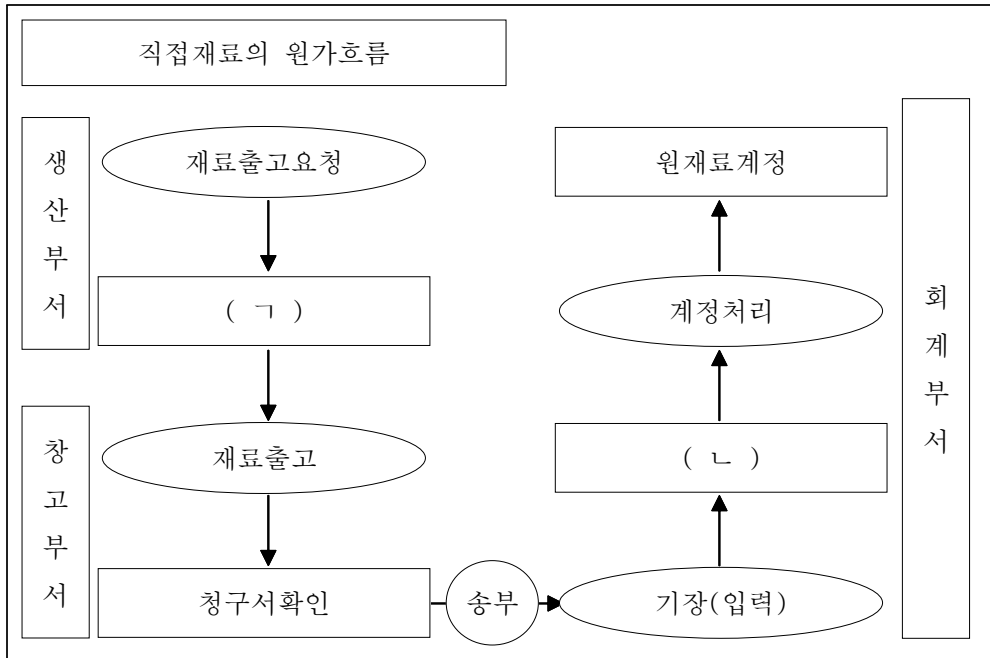 직접재료의 원가흐름
생산부서
재료출고요청
( ㄱ )
창고부서
재료출고
청구서확인
송부
기장(입력)
( ㄴ )
계정처리
원재료계정
회계부서